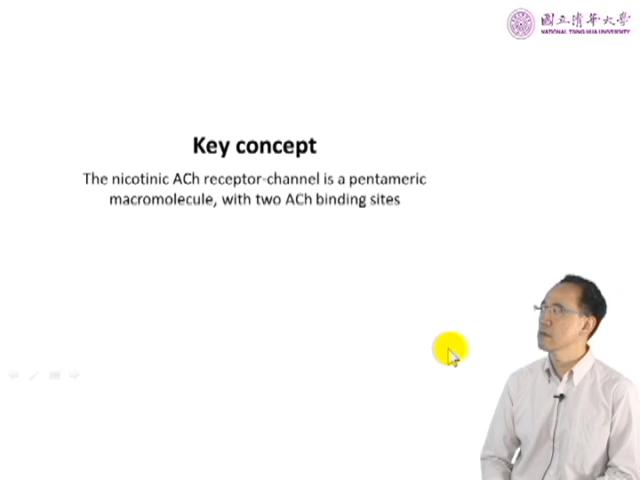 國立清華大學
NATIONAL TSING HUA UNIVERSITY
Key concept
The nicotinic ACh receptor-channel is a pentameric
macromolecule, with two ACh binding sites